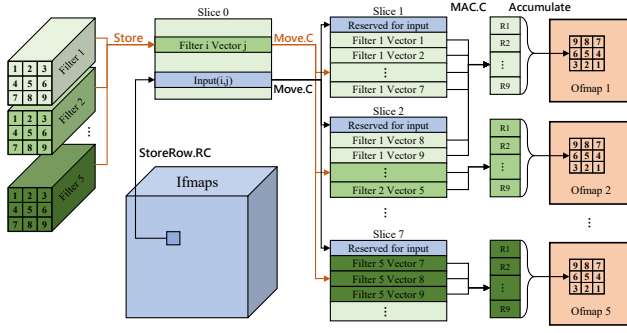 Slice 0
Slice 1
MAC.C
Accumulate
Store
Filter i Vector j
Move.C
Input(i,j)
Move.C
StoreRow.RC
Ifmaps
Filter 1
1 2 3
4 5 6
7 8 9
Filter 2
1 2 3
4 5 6
7 8 9
⋮
Filter 5
1 2 3
4 5 6
7 8 9
Reserved for input
Filter 1 Vector 1
Filter 1 Vector 2
⋮
Filter 1 Vector 7
R1
R2
⋮
R9
9 8 7
6 5 4
3 2 1
Ofmap 1
Slice 2
Reserved for input
Filter 1 Vector 8
Filter 1 Vector 9
⋮
Filter 2 Vector 5
R1
R2
⋮
R9
9 8 7
6 5 4
3 2 1
Ofmap 2
...
...
⋮
Slice 7
Reserved for input
Filter 5 Vector 7
Filter 5 Vector 8
Filter 5 Vector 9
⋮
R1
R2
⋮
R9
9 8 7
6 5 4
3 2 1
Ofmap 5